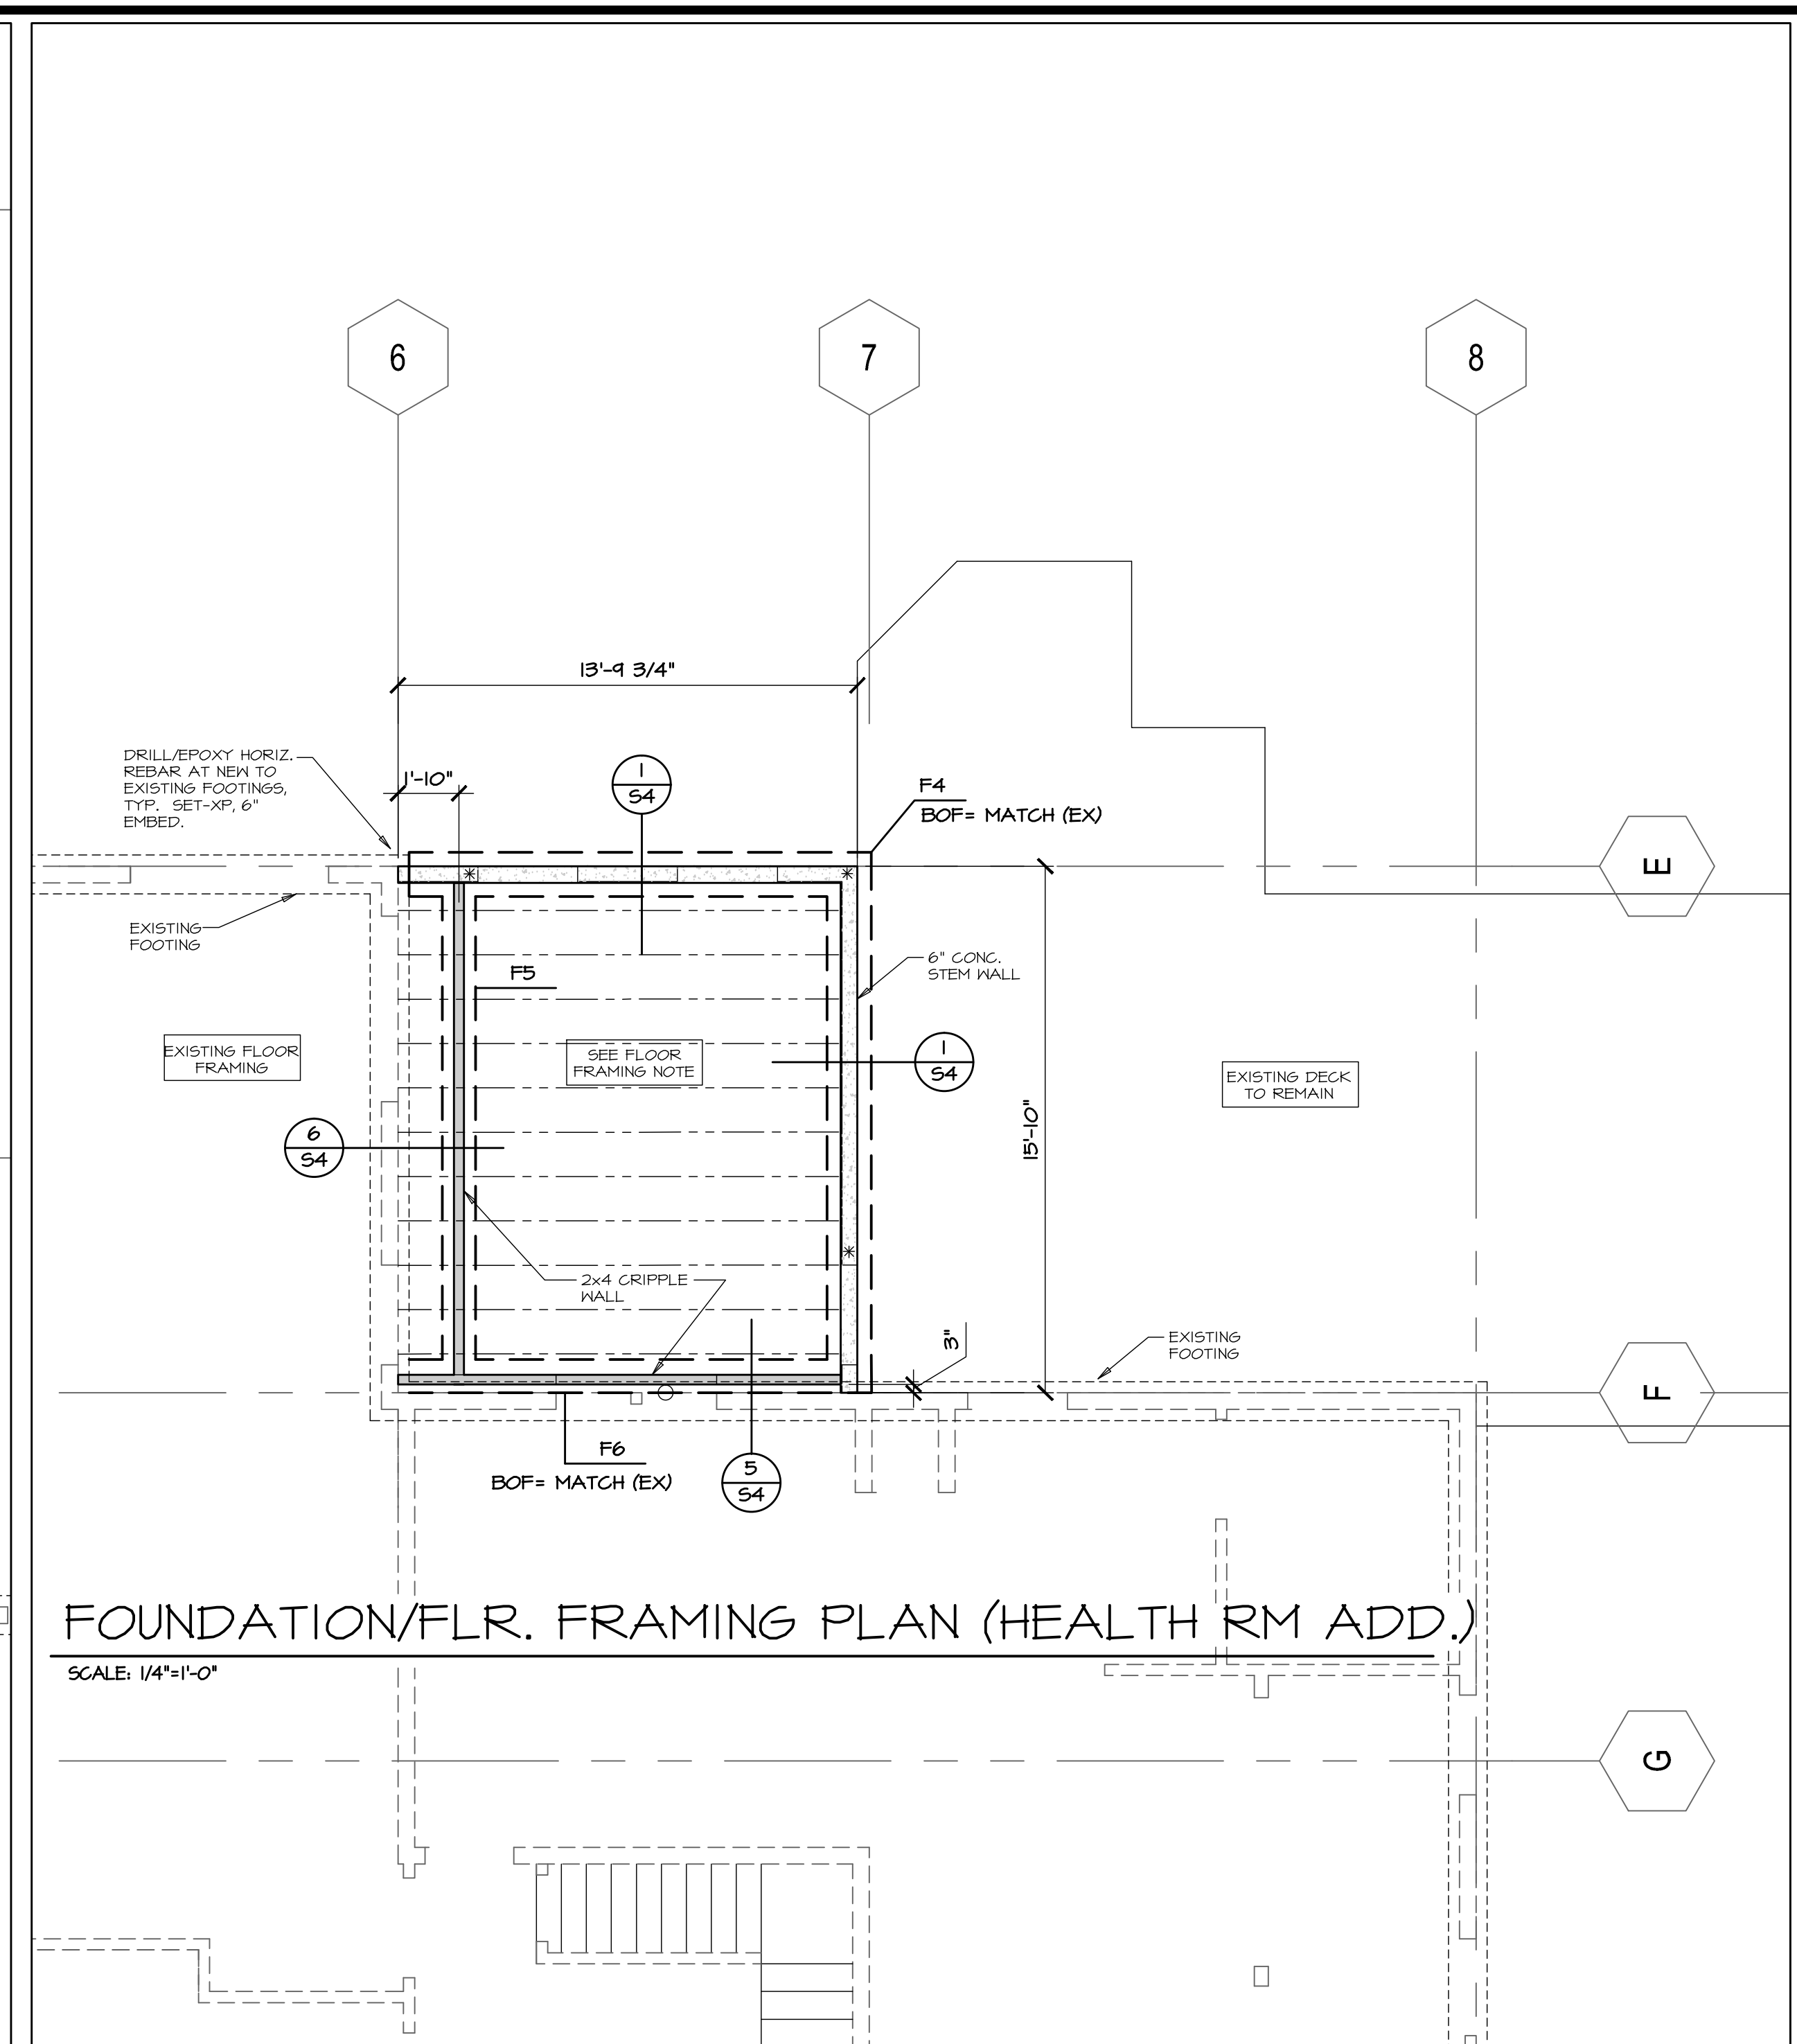 6
7
8
13'-9 3/4"
DRILL/EPOXY HORIZ.
REBAR AT NEW TO
EXISTING FOOTINGS,
TYP. SET-XP, 6"
EMBED.
1'-10"
1
S4
F4
BOF= MATCH (EX)
E
EXISTING
FOOTING
F5
6" CONC.
STEM WALL
EXISTING FLOOR
FRAMING
SEE FLOOR
FRAMING NOTE
1
S4
EXISTING DECK
TO REMAIN
15'-10"
6
S4
2x4 CRIPPLE
WALL
3"
EXISTING
FOOTING
F
F6
BOF= MATCH (EX)
5
S4
FOUNDATION/FLR. FRAMING PLAN (HEALTH RM ADD.)
SCALE: 1/4"=1'-0"
G